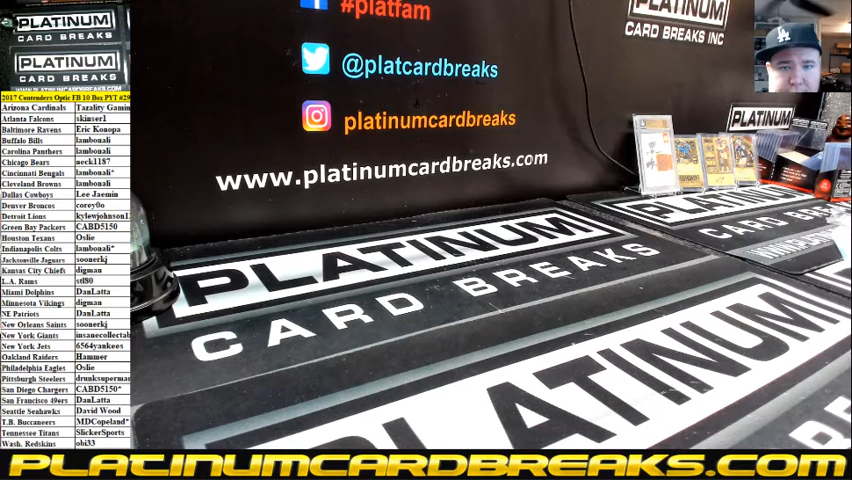 PLATINUM
CARD BREAKS
PLATINUM
CARD BREAKS
2017 Contenders Optic FB 10 Box PYT #29
Arizona Cardinals Tazality Gamin
Atlanta Falcons skinser1
Baltimore Ravens Eric Konopa
Buffalo Bills lambonali
Carolina Panthers lambonali
Chicago Bears neck1187
Cincinnati Bengals lambonali*
Cleveland Browns lambonali
Dallas Cowboys Lee Jaemin
Denver Broncos corey0o
Detroit Lions kylewjohnson1
Green Bay Packers CABD5150
Houston Texans Oslie
Indianapolis Colts lambonali*
Jacksonville Jaguars soonerkj
Kansas City Chiefs digman
L.A. Rams stl80
Miami Dolphins DanLatta
Minnesota Vikings digman
NE Patriots DanLatta
New Orleans Saints soonerkj
New York Giants insanecollectab
New York Jets 6564yankees
Oakland Raiders Hammer
Philadelphia Eagles Oslie
Pittsburgh Steelers drunksuperman
San Diego Chargers CABD5150*
San Francisco 49ers DanLatta
Seattle Seahawks David Wood
T.B. Buccaneers MDCopeland*
Tennessee Titans SlickerSports
Wash. Redskins obi33
#platfam
@platcardbreaks
platinumcardbreaks
www.platinumcardbreaks.com
PLATINUM
CARD BREAKS INC
PLATINUM
LA
PLATINUM
CARD BREAKS
PLATINUM
CARD BREAK
PLATINUM
PLATINUMCARDBREAKS.COM